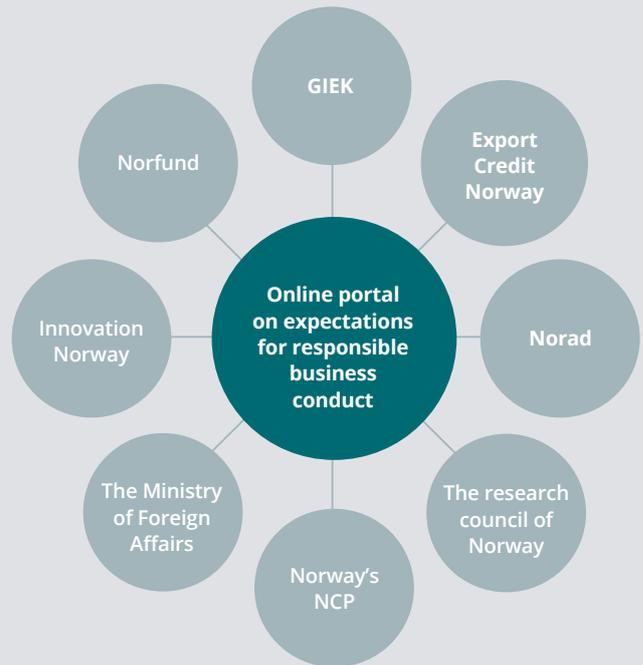 GIEK
Export
Credit
Norway
Norfund
Online portal
on expectations
for responsible
business
conduct
Innovation
Norway
Norad
The Ministry
of Foreign
Affairs
The research
council of
Norway
Norway's
NCP